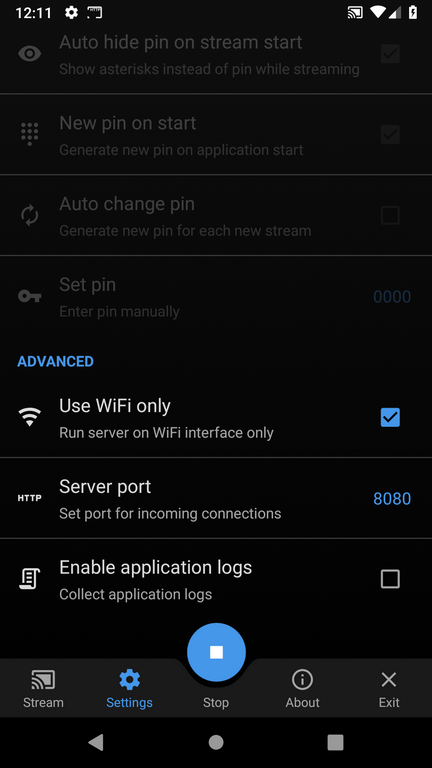 12:11
Auto hide pin on stream start
Show asterisks instead of pin while streaming
New pin on start
Generate new pin on application start
Auto change pin
Generate new pin for each new stream
Set pin
0000
Enter pin manually
ADVANCED
Use WiFi only
Run server on WiFi interface only
HTTP
Server port
8080
Set port for incoming connections
Enable application logs
Collect application logs
Stream
Settings
Stop
About
Exit